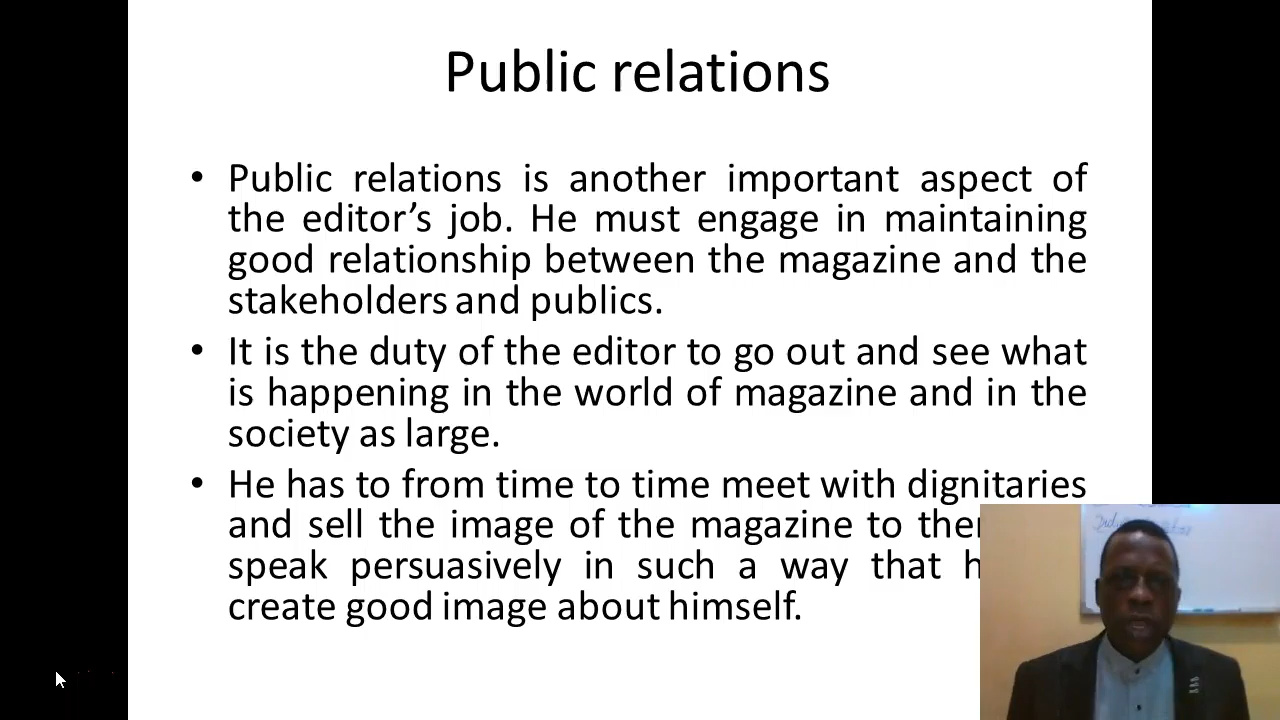 Public relations
• Public relations is another important aspect of
the editor’s job. He must engage in maintaining
good relationship between the magazine and the
stakeholders and publics.
• It is the duty of the editor to go out and see what
is happening in the world of magazine and in the
society as large.
• He has to from time to time meet with dignitaries
and sell the image of the magazine to
speak persuasively in such a way that
create good image about himself.